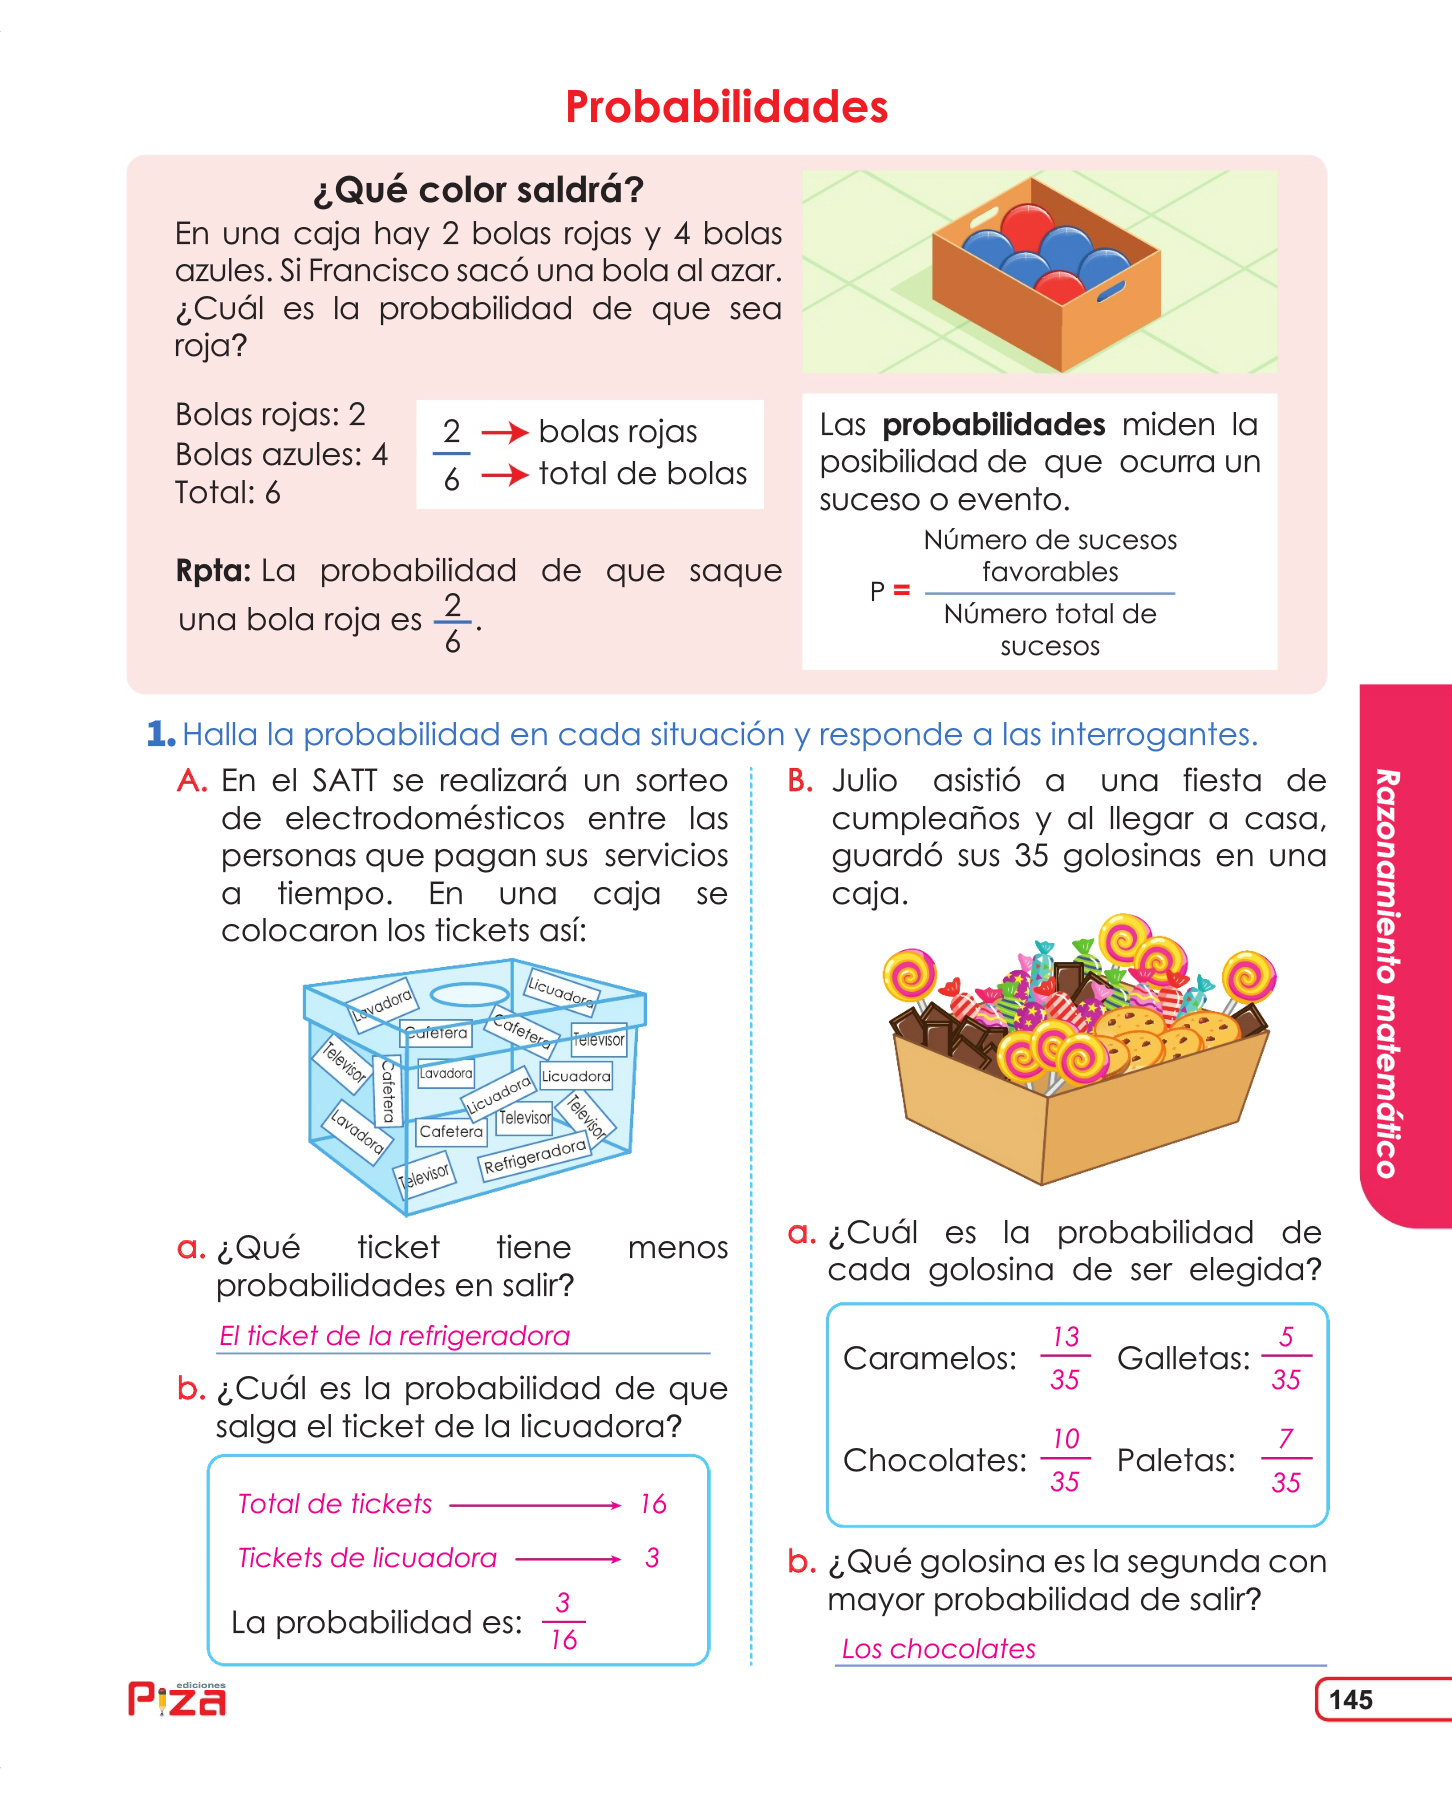 Probabilidades
¿Qué color saldrá?
En una caja hay 2 bolas rojas y 4 bolas
azules. Si Francisco sacó una bola al azar.
¿Cuál es la probabilidad de que sea
roja?
Bolas rojas: 2
Bolas azules: 4
Total: 6
2 bolas rojas
6 total de bolas
Rpta: La probabilidad de que saque
una bola roja es 2/6.
Las probabilidades miden la
posibilidad de que ocurra un
suceso o evento.
Número de sucesos
favorables
P =
Número total de
sucesos
1. Halla la probabilidad en cada situación y responde a las interrogantes.
A. En el SATT se realizará un sorteo
de electrodomésticos entre las
personas que pagan sus servicios
a tiempo. En una caja se
colocaron los tickets así:
Lavadora
Licuadora
Cafetera
Cafetera
Televisor
Televisor
Cafetera
Lavadora
Licuadora
Licuadora
Lavadora
Cafetera
Televisor
Televisor
Televisor
Refrigeradora
a. ¿Qué ticket tiene menos
probabilidades en salir?
El ticket de la refrigeradora
b. ¿Cuál es la probabilidad de que
salga el ticket de la licuadora?
Total de tickets 16
Tickets de licuadora 3
La probabilidad es: 3/16
B. Julio asistió a una fiesta de
cumpleaños y al llegar a casa,
guardó sus 35 golosinas en una
caja.
a. ¿Cuál es la probabilidad de
cada golosina de ser elegida?
Caramelos: 13/35 Galletas: 5/35
Chocolates: 10/35 Paletas: 7/35
b. ¿Qué golosina es la segunda con
mayor probabilidad de salir?
Los chocolates
Razonamiento matemático
ediciones
Piza
145